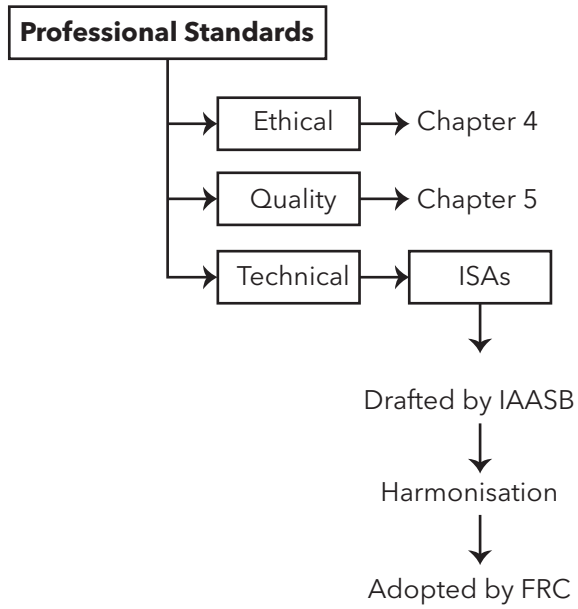 Professional Standards
Ethical
Chapter 4
Quality
Chapter 5
Technical
ISAs
Drafted by IAASB
Harmonisation
Adopted by FRC